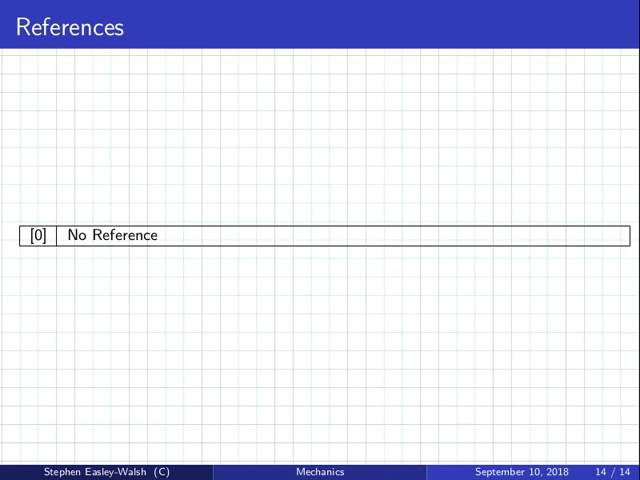 References
[0] No Reference
Stephen Easley-Walsh (C) Mechanics September 10, 2018 14 / 14